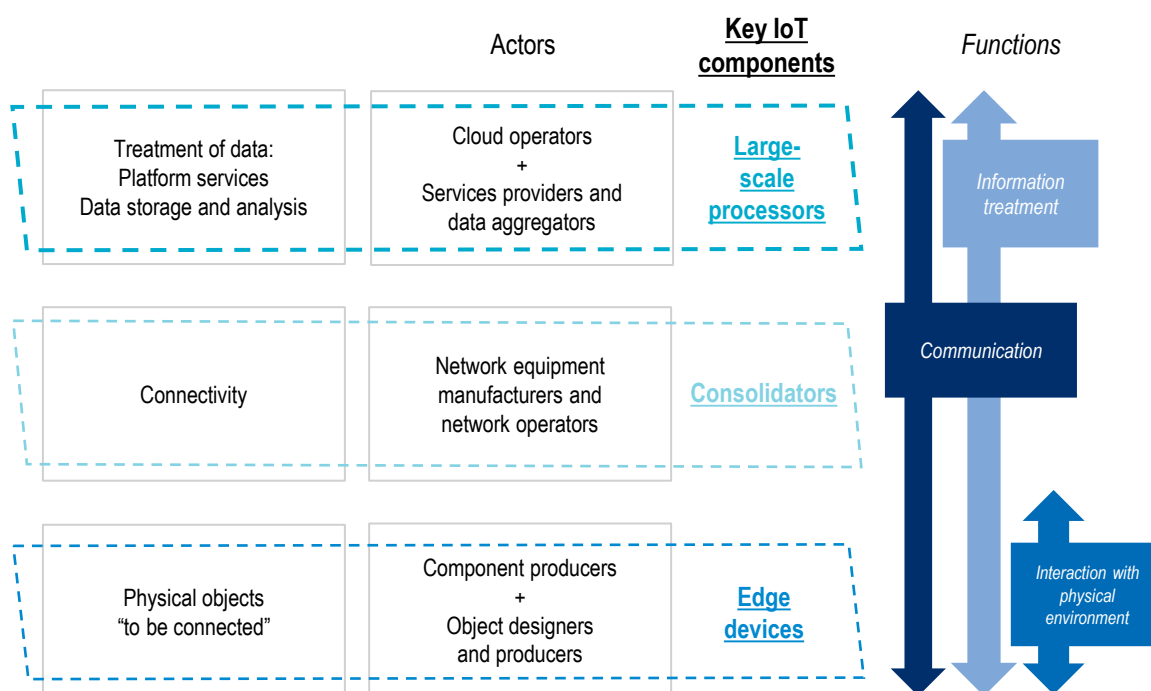 Actors
Key IoT
components
Functions
Treatment of data:
Platform services
Data storage and analysis
Cloud operators
+
Services providers and
data aggregators
Large-
scale
processors
Information
treatment
Connectivity
Network equipment
manufacturers and
network operators
Consolidators
Communication
Physical objects
“to be connected”
Component producers
+
Object designers
and producers
Edge
devices
Interaction with
physical
environment